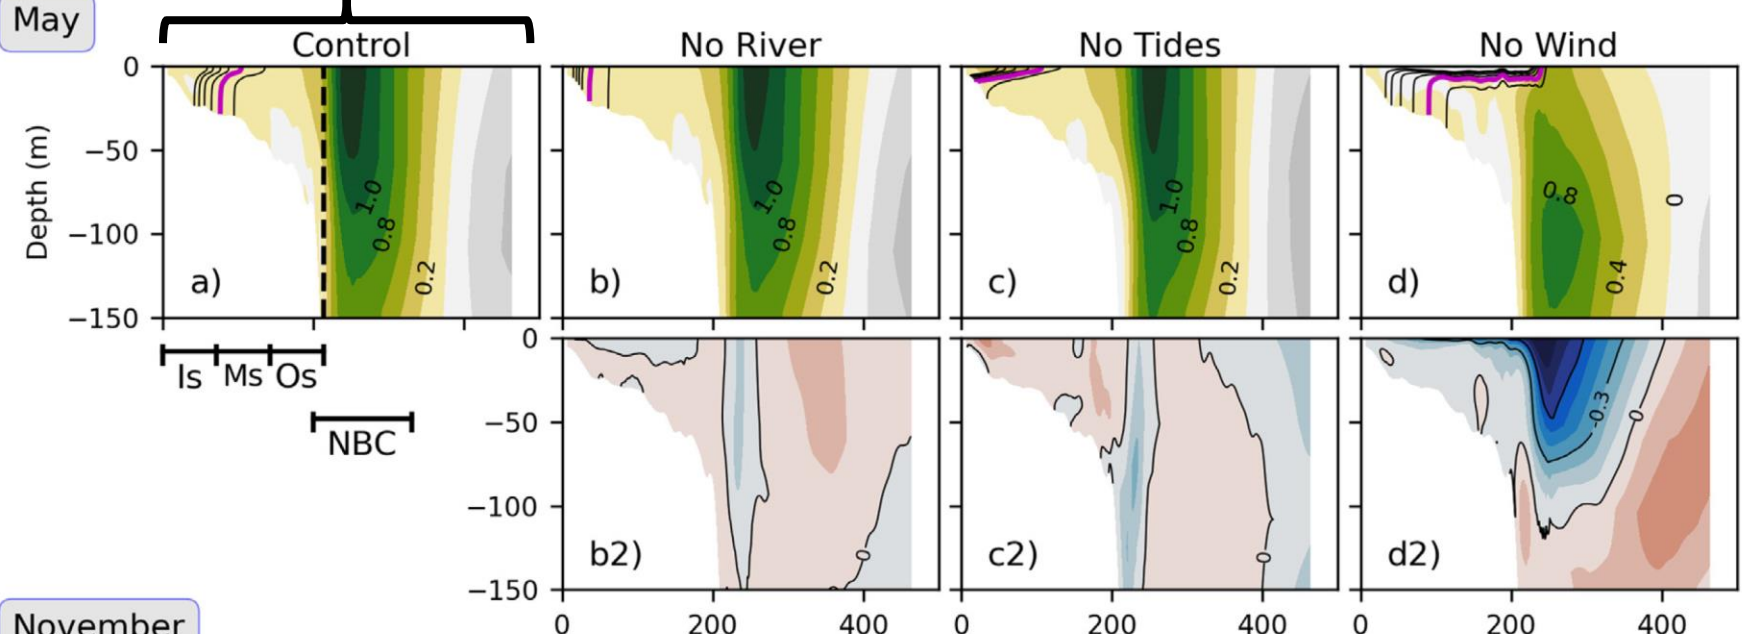 May
Control No River No Tides No Wind
0
−50
−100
−150
Depth (m)
1.0 0.8 0.2
a)
1.0 0.8 0.2
b)
1.0 0.8 0.2
c)
0.8 0.4 0
d)
Is Ms Os
NBC
0
−50
−100
−150
b2) 0
c2) 0
d2) -0.3 0
0 200 400 0 200 400 0 200 400
November